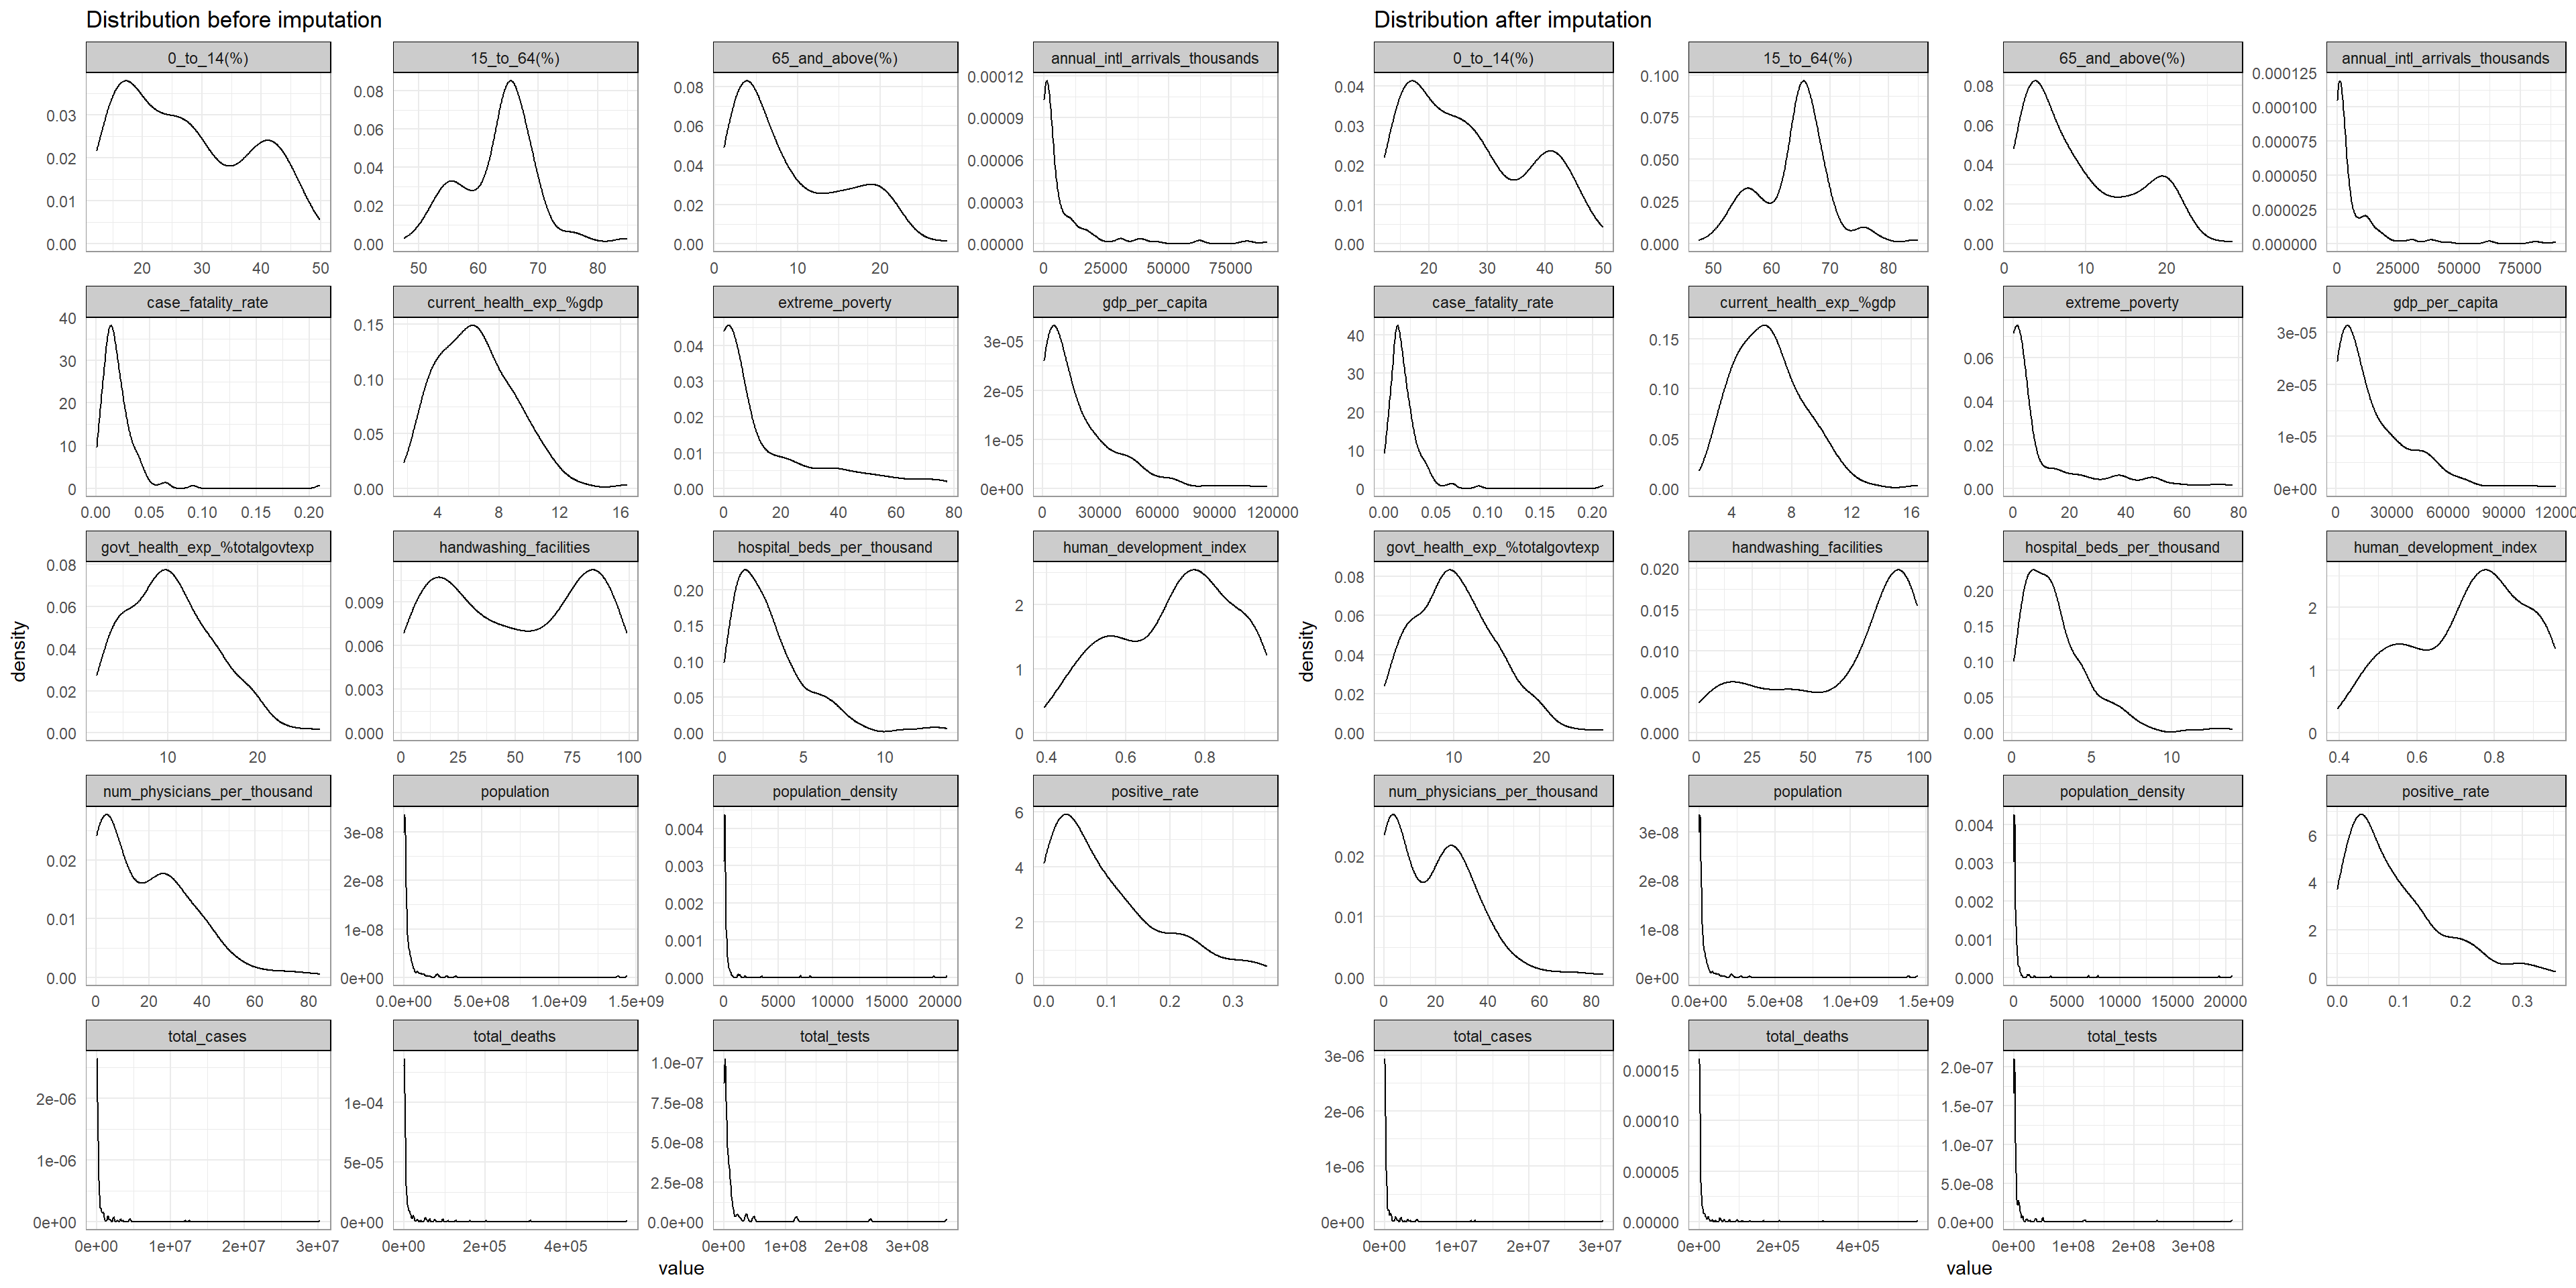 Distribution before imputation
0_to_14(%)
15_to_64(%)
65_and_above(%)
annual_intl_arrivals_thousands
0.03
0.02
0.01
0.00
20 30 40 50
0.08
0.06
0.04
0.02
0.00
50 60 70 80
0.08
0.06
0.04
0.02
0.00
0 10 20
0.00012
0.00009
0.00006
0.00003
0.00000
0 25000 50000 75000
case_fatality_rate
current_health_exp_%gdp
extreme_poverty
gdp_per_capita
40
30
20
10
0
0.00 0.05 0.10 0.15 0.20
0.15
0.10
0.05
0.00
4 8 12 16
0.04
0.03
0.02
0.01
0.00
0 20 40 60 80
3e-05
2e-05
1e-05
0e+00
0 30000 60000 90000 120000
govt_health_exp_%totalgovtexp
handwashing_facilities
hospital_beds_per_thousand
human_development_index
0.08
0.06
0.04
0.02
0.00
10 20
0.009
0.006
0.003
0.000
0 25 50 75 100
0.20
0.15
0.10
0.05
0.00
0 5 10
2
1
0
0.4 0.6 0.8
num_physicians_per_thousand
population
population_density
positive_rate
0.02
0.01
0.00
0 20 40 60 80
3e-08
2e-08
1e-08
0e+00
0.0e+00 5.0e+08 1.0e+09 1.5e+09
0.004
0.003
0.002
0.001
0.000
0 5000 10000 15000 20000
6
4
2
0
0.0 0.1 0.2 0.3
total_cases
total_deaths
total_tests
2e-06
1e-06
0e+00
0e+00 1e+07 2e+07 3e+07
1e-04
5e-05
0e+00
0e+00 2e+05 4e+05
1.0e-07
7.5e-08
5.0e-08
2.5e-08
0.0e+00
0e+00 1e+08 2e+08 3e+08
density
value
Distribution after imputation
0_to_14(%)
15_to_64(%)
65_and_above(%)
annual_intl_arrivals_thousands
0.04
0.03
0.02
0.01
0.00
20 30 40 50
0.100
0.075
0.050
0.025
0.000
50 60 70 80
0.08
0.06
0.04
0.02
0.00
0 10 20
0.000125
0.000100
0.000075
0.000050
0.000025
0.000000
0 25000 50000 75000
case_fatality_rate
current_health_exp_%gdp
extreme_poverty
gdp_per_capita
40
30
20
10
0
0.00 0.05 0.10 0.15 0.20
0.15
0.10
0.05
0.00
4 8 12 16
0.06
0.04
0.02
0.00
0 20 40 60 80
3e-05
2e-05
1e-05
0e+00
0 30000 60000 90000
govt_health_exp_%totalgovtexp
handwashing_facilities
hospital_beds_per_thousand
human_development_index
0.08
0.06
0.04
0.02
0.00
10 20
0.020
0.015
0.010
0.005
0.000
0 25 50 75 100
0.20
0.15
0.10
0.05
0.00
0 5 10
2
1
0
0.4 0.6 0.8
num_physicians_per_thousand
population
population_density
positive_rate
0.02
0.01
0.00
0 20 40 60 80
3e-08
2e-08
1e-08
0e+00
0.0e+00 5.0e+08 1.0e+09 1.5e+09
0.004
0.003
0.002
0.001
0.000
0 5000 10000 15000 20000
6
4
2
0
0.0 0.1 0.2 0.3
total_cases
total_deaths
total_tests
3e-06
2e-06
1e-06
0e+00
0e+00 1e+07 2e+07 3e+07
0.00015
0.00010
0.00005
0.00000
0e+00 2e+05 4e+05
2.0e-07
1.5e-07
1.0e-07
5.0e-08
0.0e+00
0e+00 1e+08 2e+08 3e+08
density
value